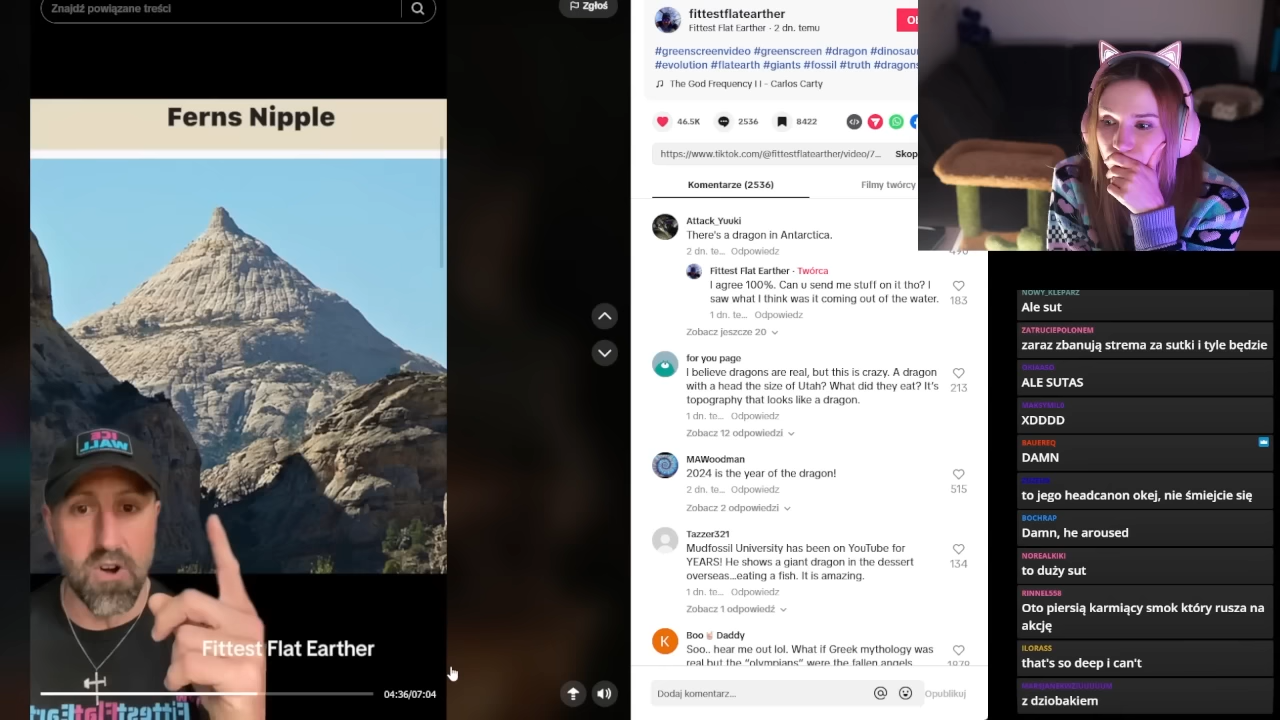 Znajdź powiązane treści
Zgłoś
Ferns Nipple
ICE
WALL
Fittest Flat Earther
04:36/07:04
fittestflatearther
Fittest Flat Earther · 2 dn. temu
#greenscreenvideo #greenscreen #dragon #dinosaur
#evolution #flatearth #giants #fossil #truth #dragons
The God Frequency I I - Carlos Carty
46.5K
2536
8422
https://www.tiktok.com/@fittestflatearther/video/7...
Skop
Komentarze (2536)
Filmy twórcy
Attack_Yuuki
There's a dragon in Antarctica.
2 dn. te... Odpowiedz
490
Fittest Flat Earther · Twórca
I agree 100%. Can u send me stuff on it tho? I
saw what I think was it coming out of the water.
183
1 dn. te... Odpowiedz
Zobacz jeszcze 20
for you page
I believe dragons are real, but this is crazy. A dragon
with a head the size of Utah? What did they eat? It's
topography that looks like a dragon.
213
1 dn. te... Odpowiedz
Zobacz 12 odpowiedzi
MAWoodman
2024 is the year of the dragon!
515
2 dn. te... Odpowiedz
Zobacz 2 odpowiedzi
Tazzer321
Mudfossil University has been on YouTube for
YEARS! He shows a giant dragon in the dessert
overseas...eating a fish. It is amazing.
134
1 dn. te... Odpowiedz
Zobacz 1 odpowiedź
K
Boo Daddy
Soo.. hear me out lol. What if Greek mythology was
real but the “olympians” were the fallen angels
1979
Dodaj komentarz...
Opublikuj
NOWY_KLEPARZ
Ale sut
ZATRUCIEPOLONEM
zaraz zbanują strema za sutki i tyle będzie
ALE SUTAS
XDDDD
BAUEREQ
DAMN
to jego headcanon okej, nie śmiejcie się
BOCHRAP
Damn, he aroused
NOREALKIKI
to duży sut
RINNEL558
Oto piersią karmiący smok który rusza na
akcję
ILORASS
that's so deep i can't
z dziobakiem